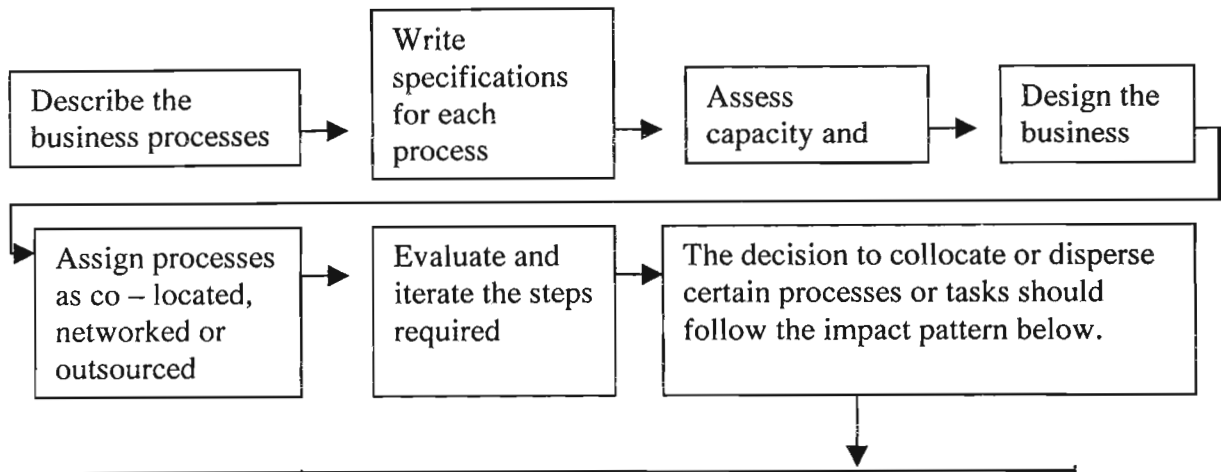 Describe the
business processes
Write
specifications
for each
process
Assess
capacity and
Design the
business
Assign processes
as co – located,
networked or
outsourced
Evaluate and
iterate the steps
required
The decision to collocate or disperse
certain processes or tasks should
follow the impact pattern below.